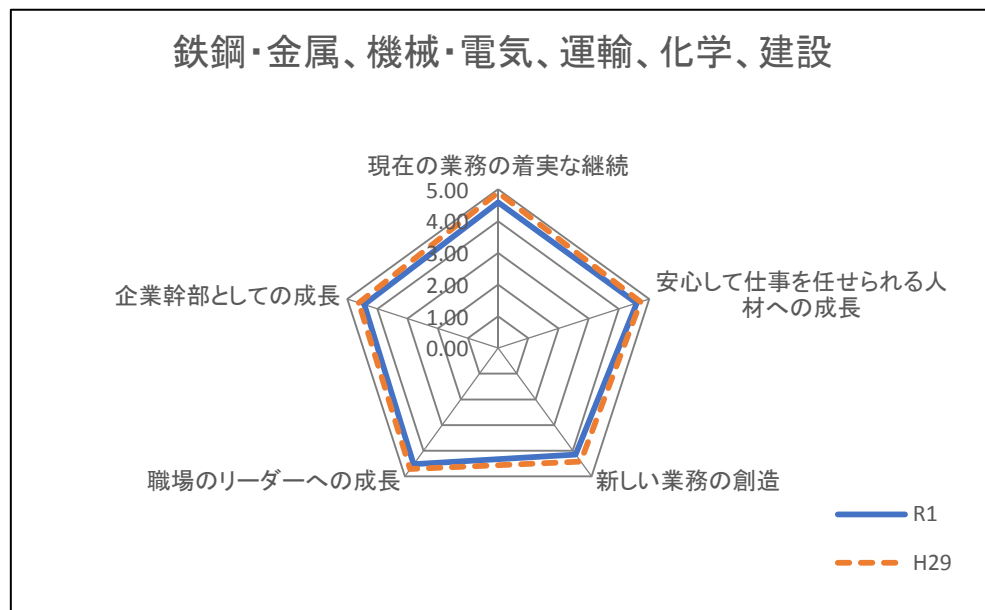 鉄鋼・金属、機械・電気、運輸、化学、建設
現在の業務の着実な継続
5.00
4.00
3.00
2.00
1.00
0.00
安心して仕事を任せられる人
材への成長
新しい業務の創造
職場のリーダーへの成長
企業幹部としての成長
R1
H29